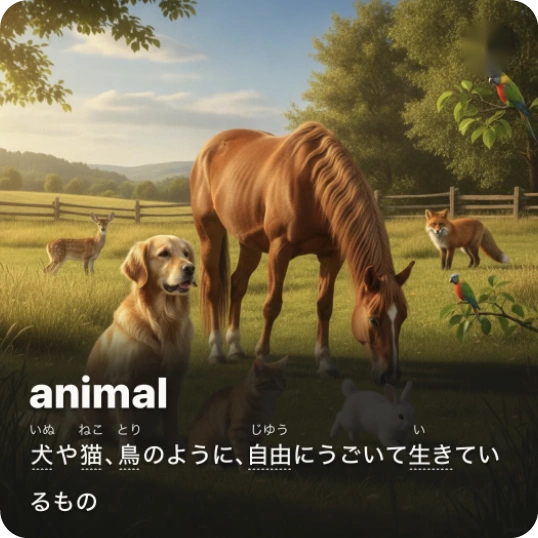 animal
いぬ ねこ とり じゆう い
犬や猫、鳥のように、自由にうごいて生きてい
るもの